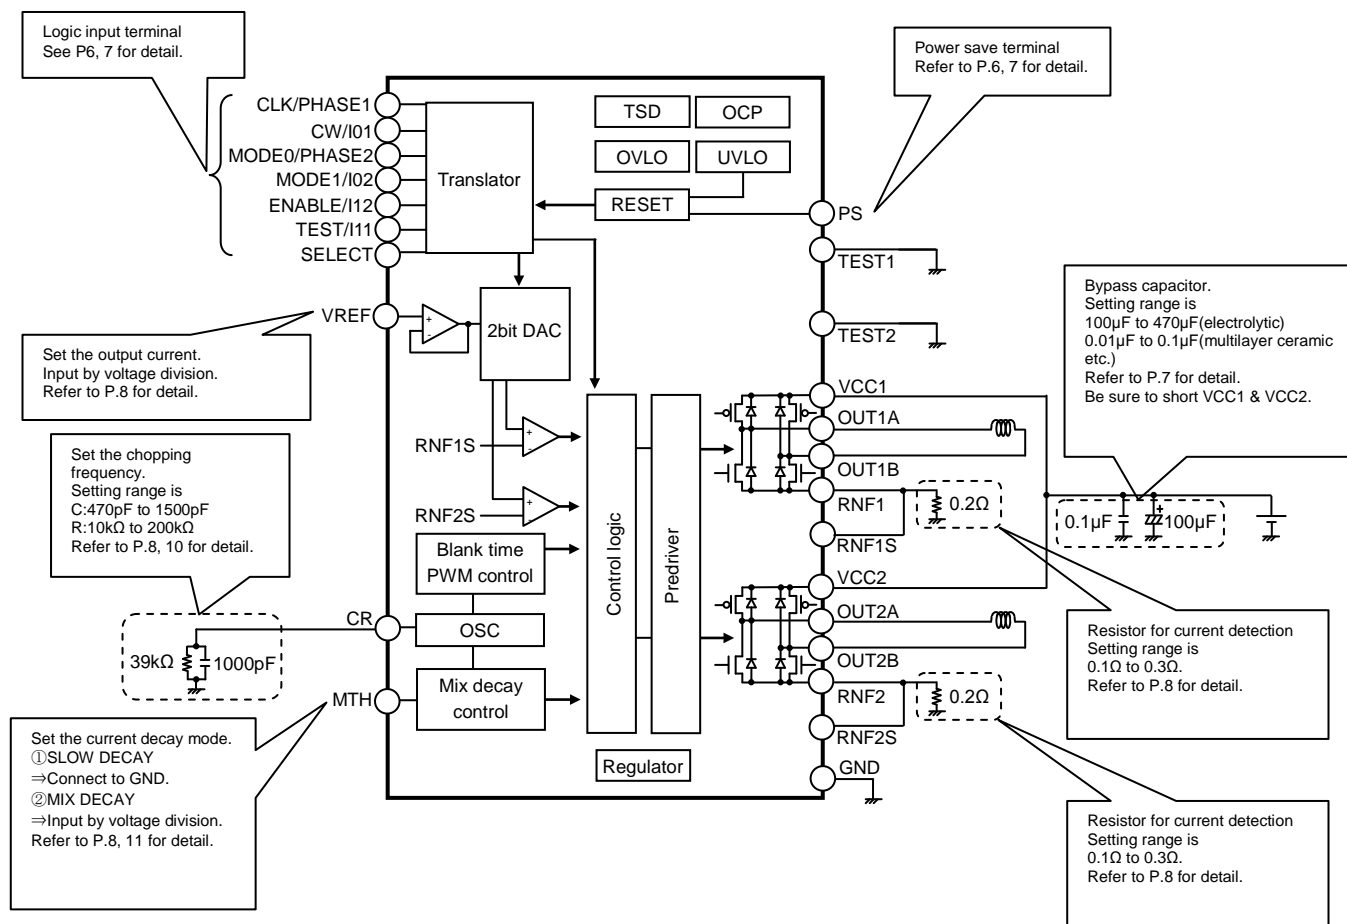 Logic input terminal
See P6, 7 for detail.
Power save terminal
Refer to P.6, 7 for detail.
CLK/PHASE1
CW/I01
MODE0/PHASE2
MODE1/I02
ENABLE/I12
TEST/I11
SELECT
Translator
TSD
OCP
OVLO
UVLO
RESET
PS
TEST1
TEST2
VREF
+
-
2bit DAC
Set the output current.
Input by voltage division.
Refer to P.8 for detail.
Bypass capacitor.
Setting range is
100µF to 470µF(electrolytic)
0.01µF to 0.1µF(multilayer ceramic
etc.)
Refer to P.7 for detail.
Be sure to short VCC1 & VCC2.
Set the chopping
frequency.
Setting range is
C:470pF to 1500pF
R:10kΩ to 200kΩ
Refer to P.8, 10 for detail.
RNF1S
+
-
RNF2S
+
-
Blank time
PWM control
OSC
Mix decay
control
Control logic
Predriver
Regulator
VCC1
OUT1A
OUT1B
RNF1
0.2Ω
RNF1S
VCC2
OUT2A
OUT2B
RNF2
0.2Ω
RNF2S
GND
0.1µF
+
100µF
CR
39kΩ
1000pF
MTH
Set the current decay mode.
①SLOW DECAY
⇒Connect to GND.
②MIX DECAY
⇒Input by voltage division.
Refer to P.8, 11 for detail.
Resistor for current detection
Setting range is
0.1Ω to 0.3Ω.
Refer to P.8 for detail.
Resistor for current detection
Setting range is
0.1Ω to 0.3Ω.
Refer to P.8 for detail.